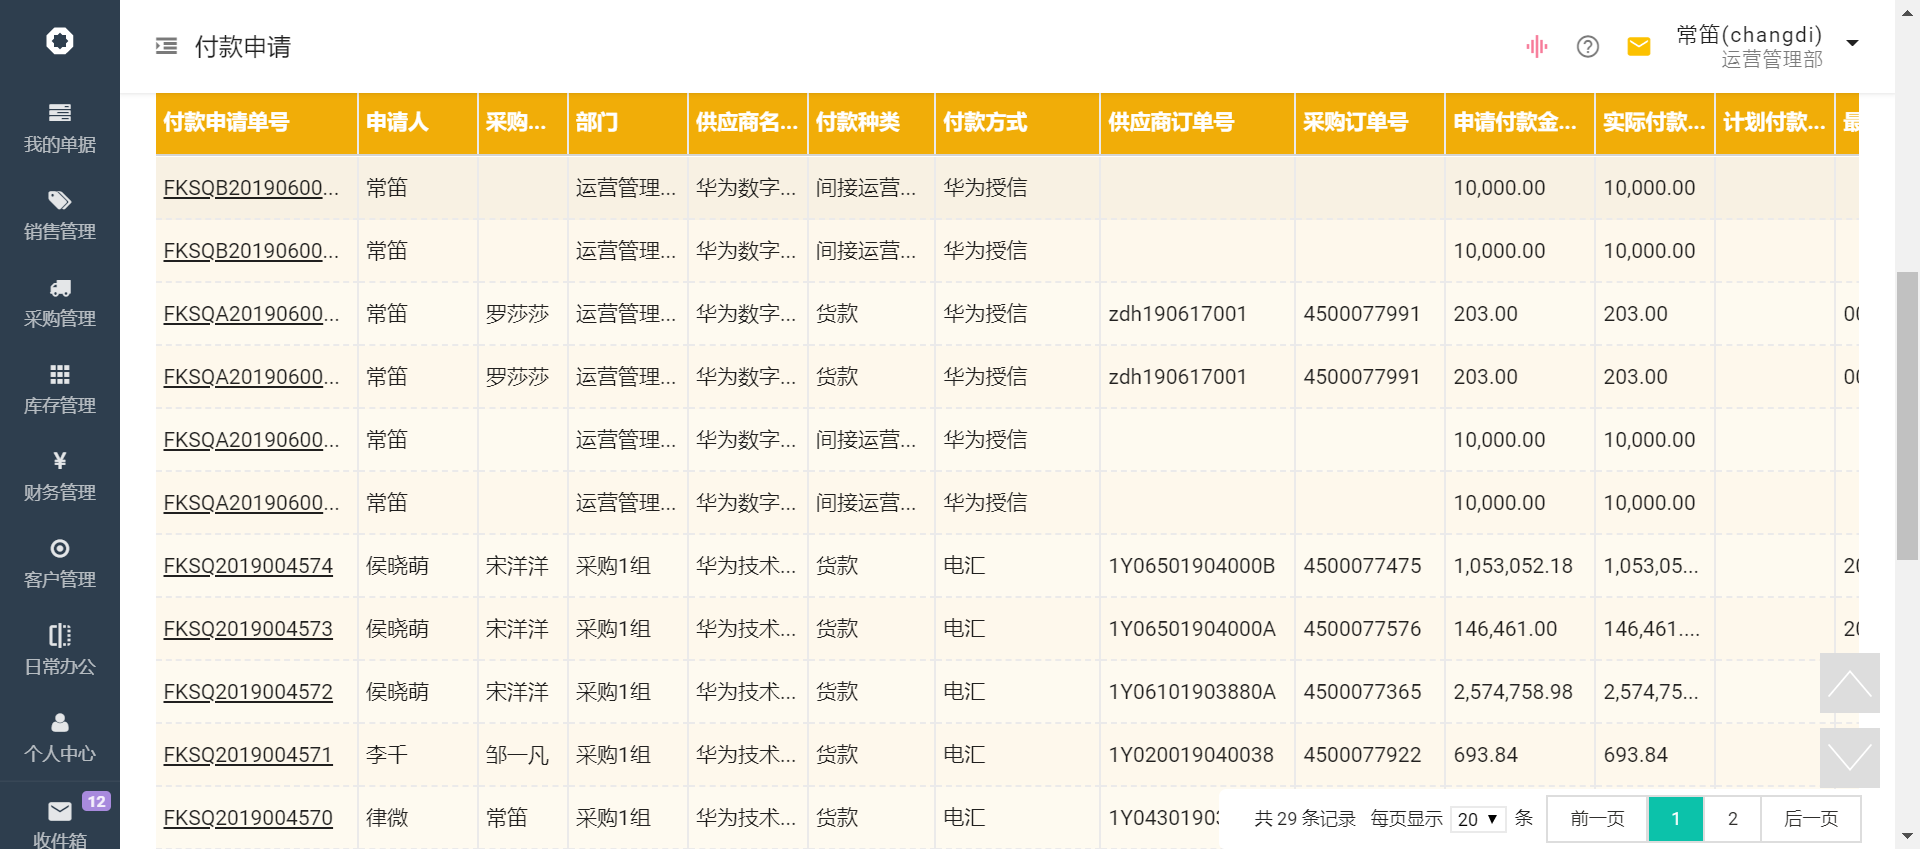 付款申请
常笛(changdi)
运营管理部
我的单据
销售管理
采购管理
库存管理
¥
财务管理
客户管理
日常办公
个人中心
12
收件箱
付款申请单号 申请人 采购... 部门 供应商名... 付款种类 付款方式 供应商订单号 采购订单号 申请付款金... 实际付款... 计划付款... 最
FKSQB20190600... 常笛 运营管理... 华为数字... 间接运营... 华为授信 10,000.00 10,000.00
FKSQB20190600... 常笛 运营管理... 华为数字... 间接运营... 华为授信 10,000.00 10,000.00
FKSQA20190600... 常笛 罗莎莎 运营管理... 华为数字... 货款 华为授信 zdh190617001 4500077991 203.00 203.00 00
FKSQA20190600... 常笛 罗莎莎 运营管理... 华为数字... 货款 华为授信 zdh190617001 4500077991 203.00 203.00 00
FKSQA20190600... 常笛 运营管理... 华为数字... 间接运营... 华为授信 10,000.00 10,000.00
FKSQA20190600... 常笛 运营管理... 华为数字... 间接运营... 华为授信 10,000.00 10,000.00
FKSQ2019004574 侯晓萌 宋洋洋 采购1组 华为技术... 货款 电汇 1Y06501904000B 4500077475 1,053,052.18 1,053,05... 20
FKSQ2019004573 侯晓萌 宋洋洋 采购1组 华为技术... 货款 电汇 1Y06501904000A 4500077576 146,461.00 146,461.... 20
FKSQ2019004572 侯晓萌 宋洋洋 采购1组 华为技术... 货款 电汇 1Y06101903880A 4500077365 2,574,758.98 2,574,75...
FKSQ2019004571 李千 邹一凡 采购1组 华为技术... 货款 电汇 1Y020019040038 4500077922 693.84 693.84
FKSQ2019004570 律微 常笛 采购1组 华为技术... 货款 电汇 1Y0430190
共 29 条记录 每页显示 20 条 前一页 1 2 后一页